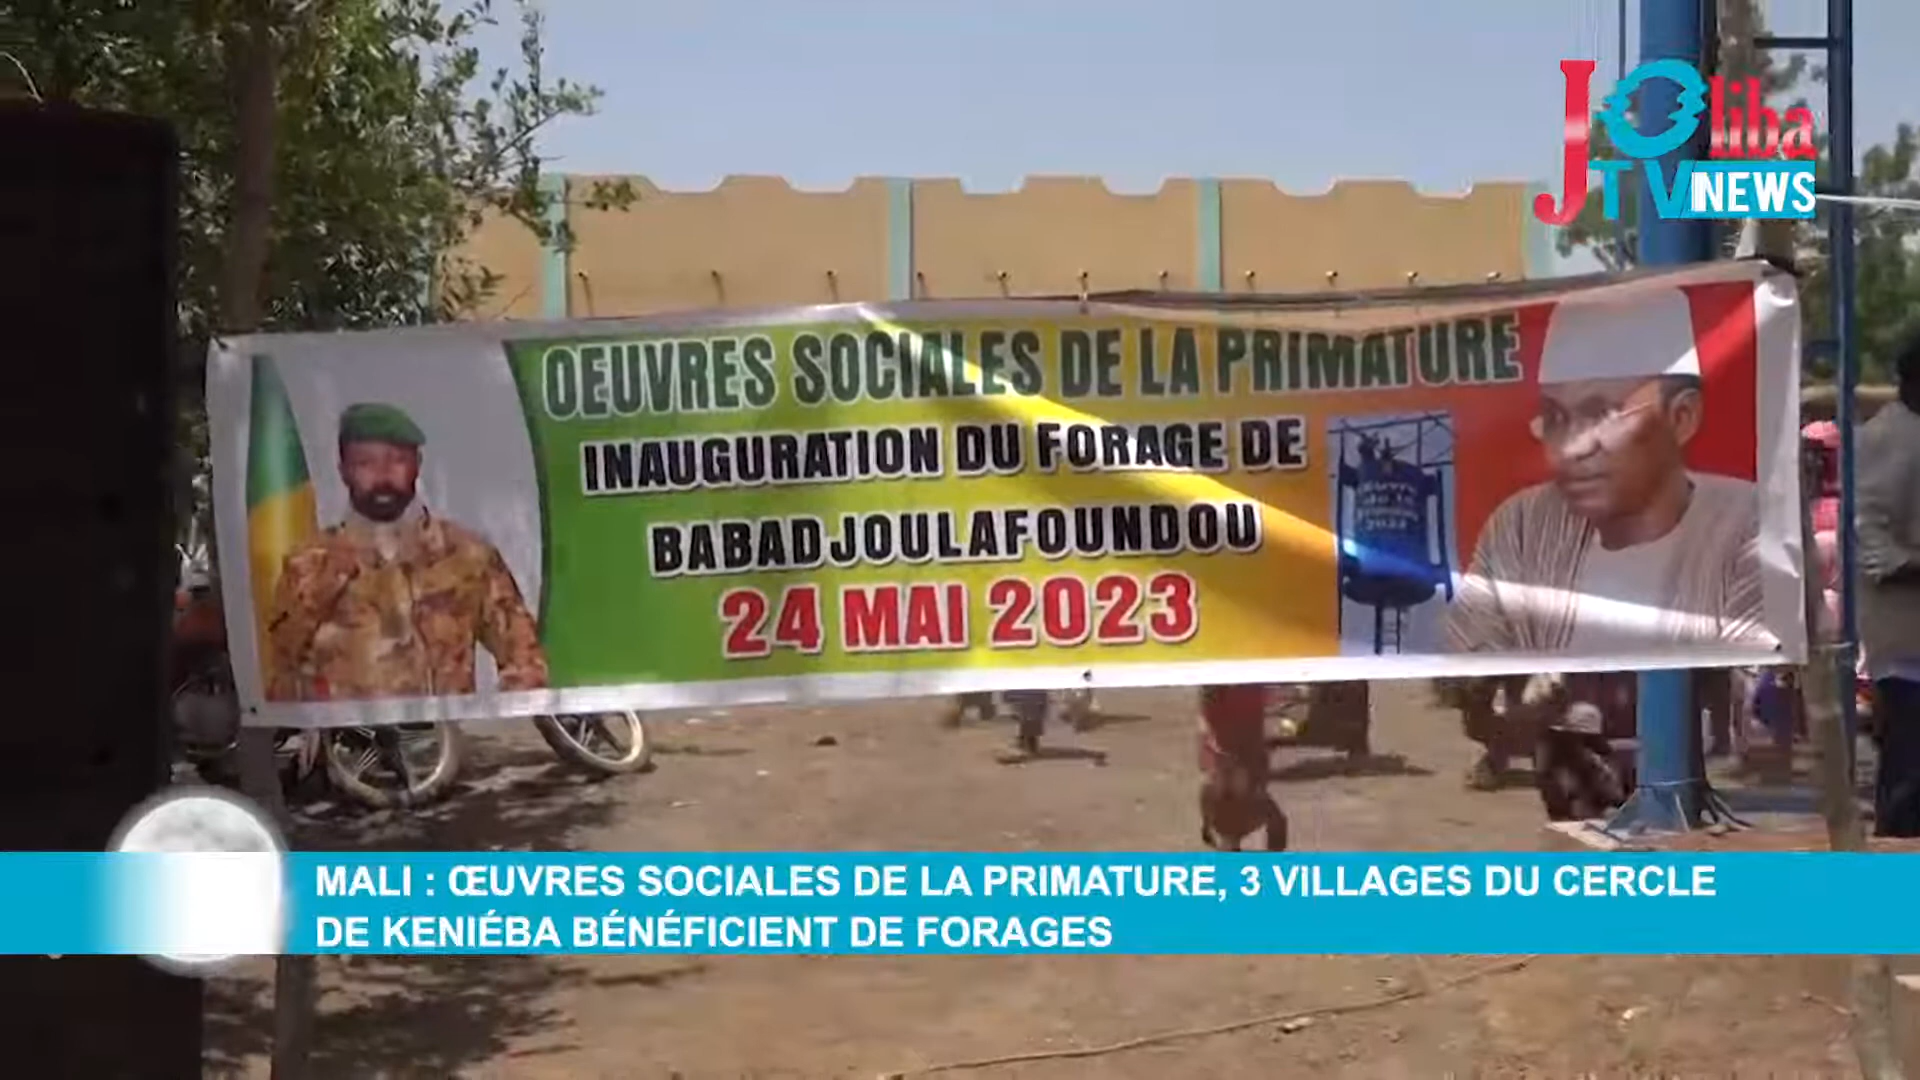 Joliba
TV NEWS
OEUVRES SOCIALES DE LA PRIMATURE
INAUGURATION DU FORAGE DE
BABADJOULAFOUNDOU
24 MAI 2023
MALI : ŒUVRES SOCIALES DE LA PRIMATURE, 3 VILLAGES DU CERCLE
DE KENIÉBA BÉNÉFICIENT DE FORAGES